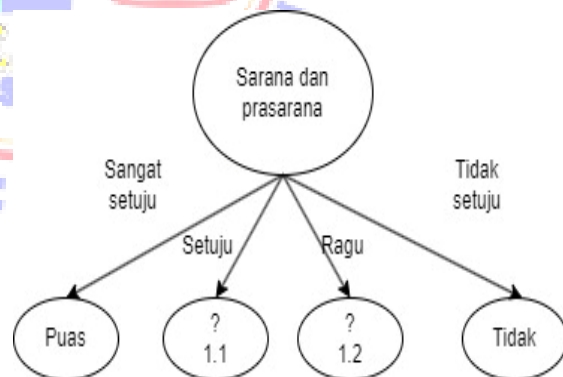 Sarana dan
prasarana
Sangat
setuju
Tidak
setuju
Setuju
Ragu
Puas
?
1.1
?
1.2
Tidak